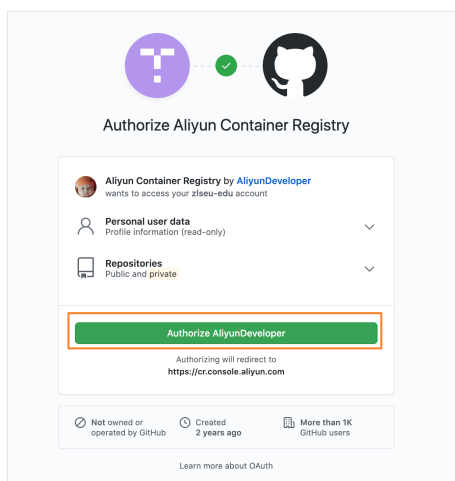 Authorize Aliyun Container Registry
Aliyun Container Registry by AliyunDeveloper
wants to access your zlseu-edu account
Personal user data
Profile information (read-only)
Repositories
Public and private
Authorize AliyunDeveloper
Authorizing will redirect to
https://cr.console.aliyun.com
Not owned or
operated by GitHub
Created
2 years ago
More than 1K
GitHub users
Learn more about OAuth